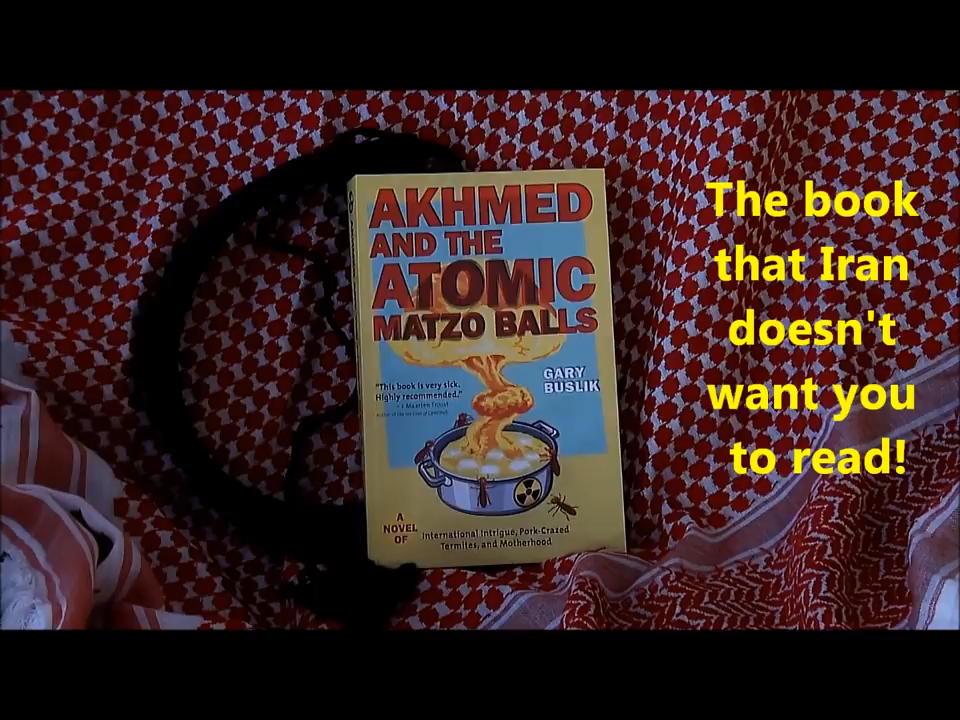 AKHMED
AND THE
ATOMIC
MATZO BALLS
GARY
BUSLIK
"This book is very sick.
Highly recommended."
A
NOVEL
OF
International Intrigue, Pork-Crazed
Termites, and Motherhood
The book
that Iran
doesn't
want you
to read!